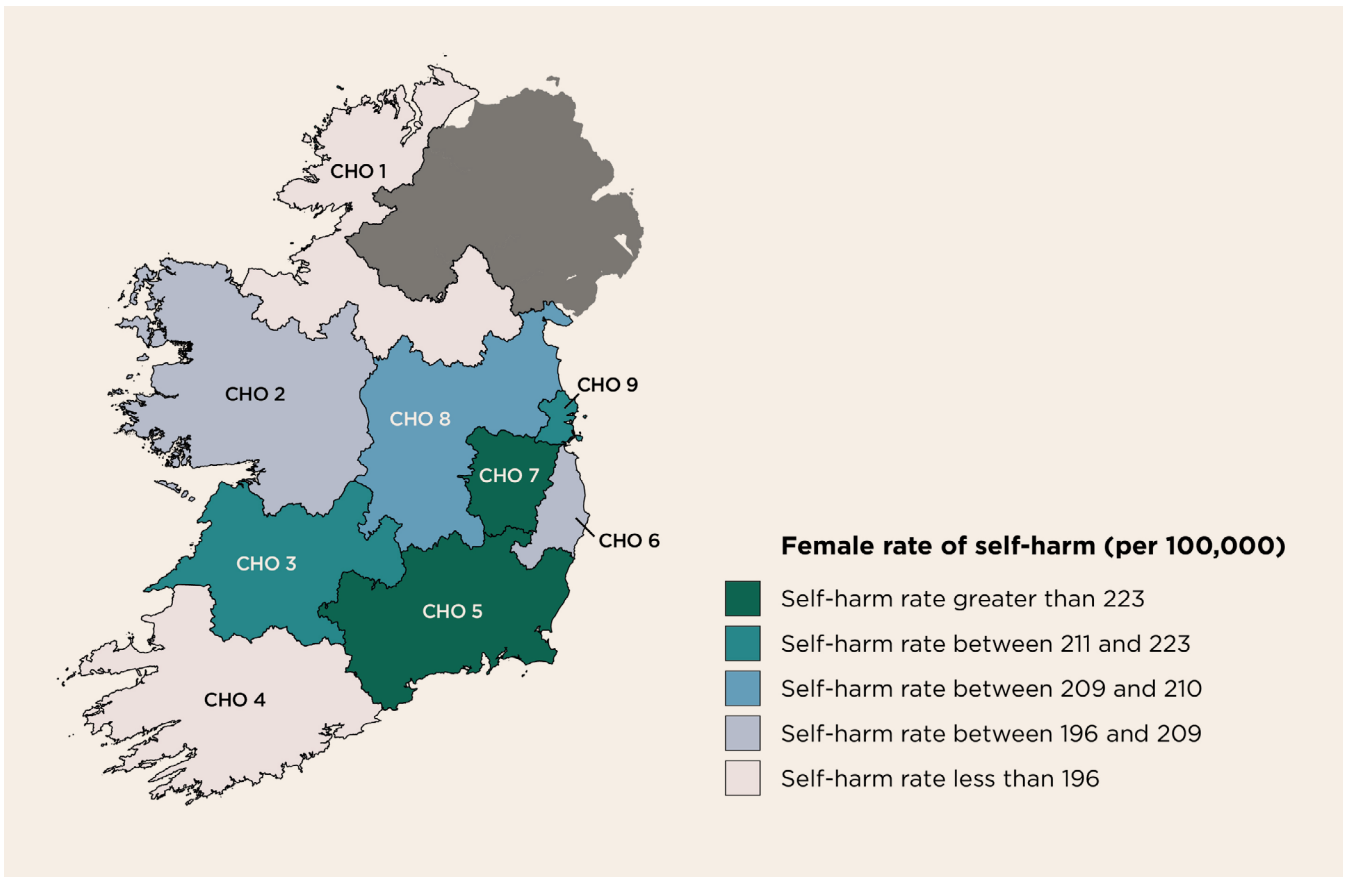 CHO 1
CHO 2
CHO 9
CHO 8
CHO 7
CHO 6
CHO 3
CHO 5
CHO 4
Female rate of self-harm (per 100,000)
Self-harm rate greater than 223
Self-harm rate between 211 and 223
Self-harm rate between 209 and 210
Self-harm rate between 196 and 209
Self-harm rate less than 196